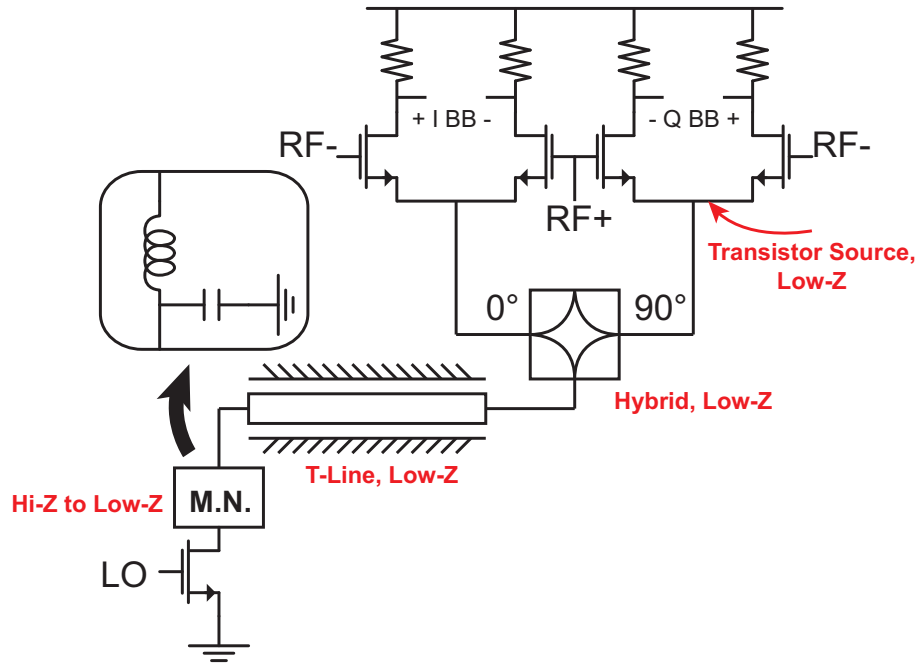 + I BB -
- Q BB +
RF-
RF-
RF+
Transistor Source,
Low-Z
0°
90°
Hybrid, Low-Z
T-Line, Low-Z
Hi-Z to Low-Z
M.N.
LO